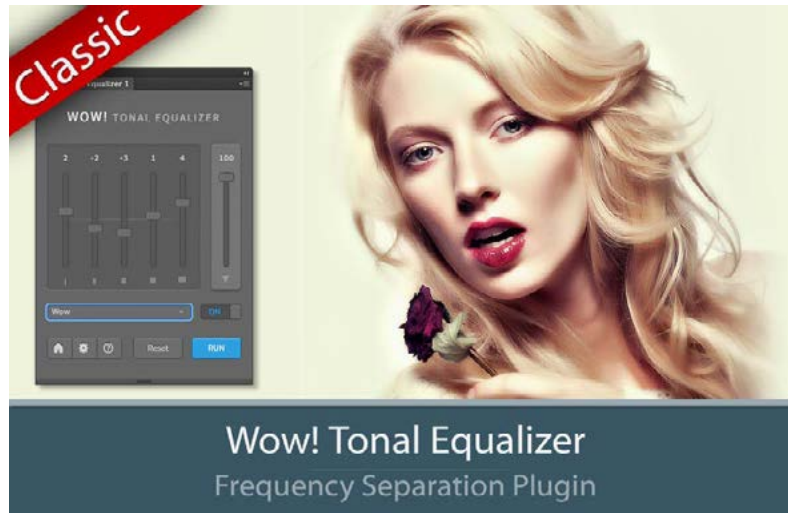 Classic
Equalizer 1
WOW! TONAL EQUALIZER
2 -2 -3 1 4 100
Wow ON
Reset RUN
Wow! Tonal Equalizer
Frequency Separation Plugin